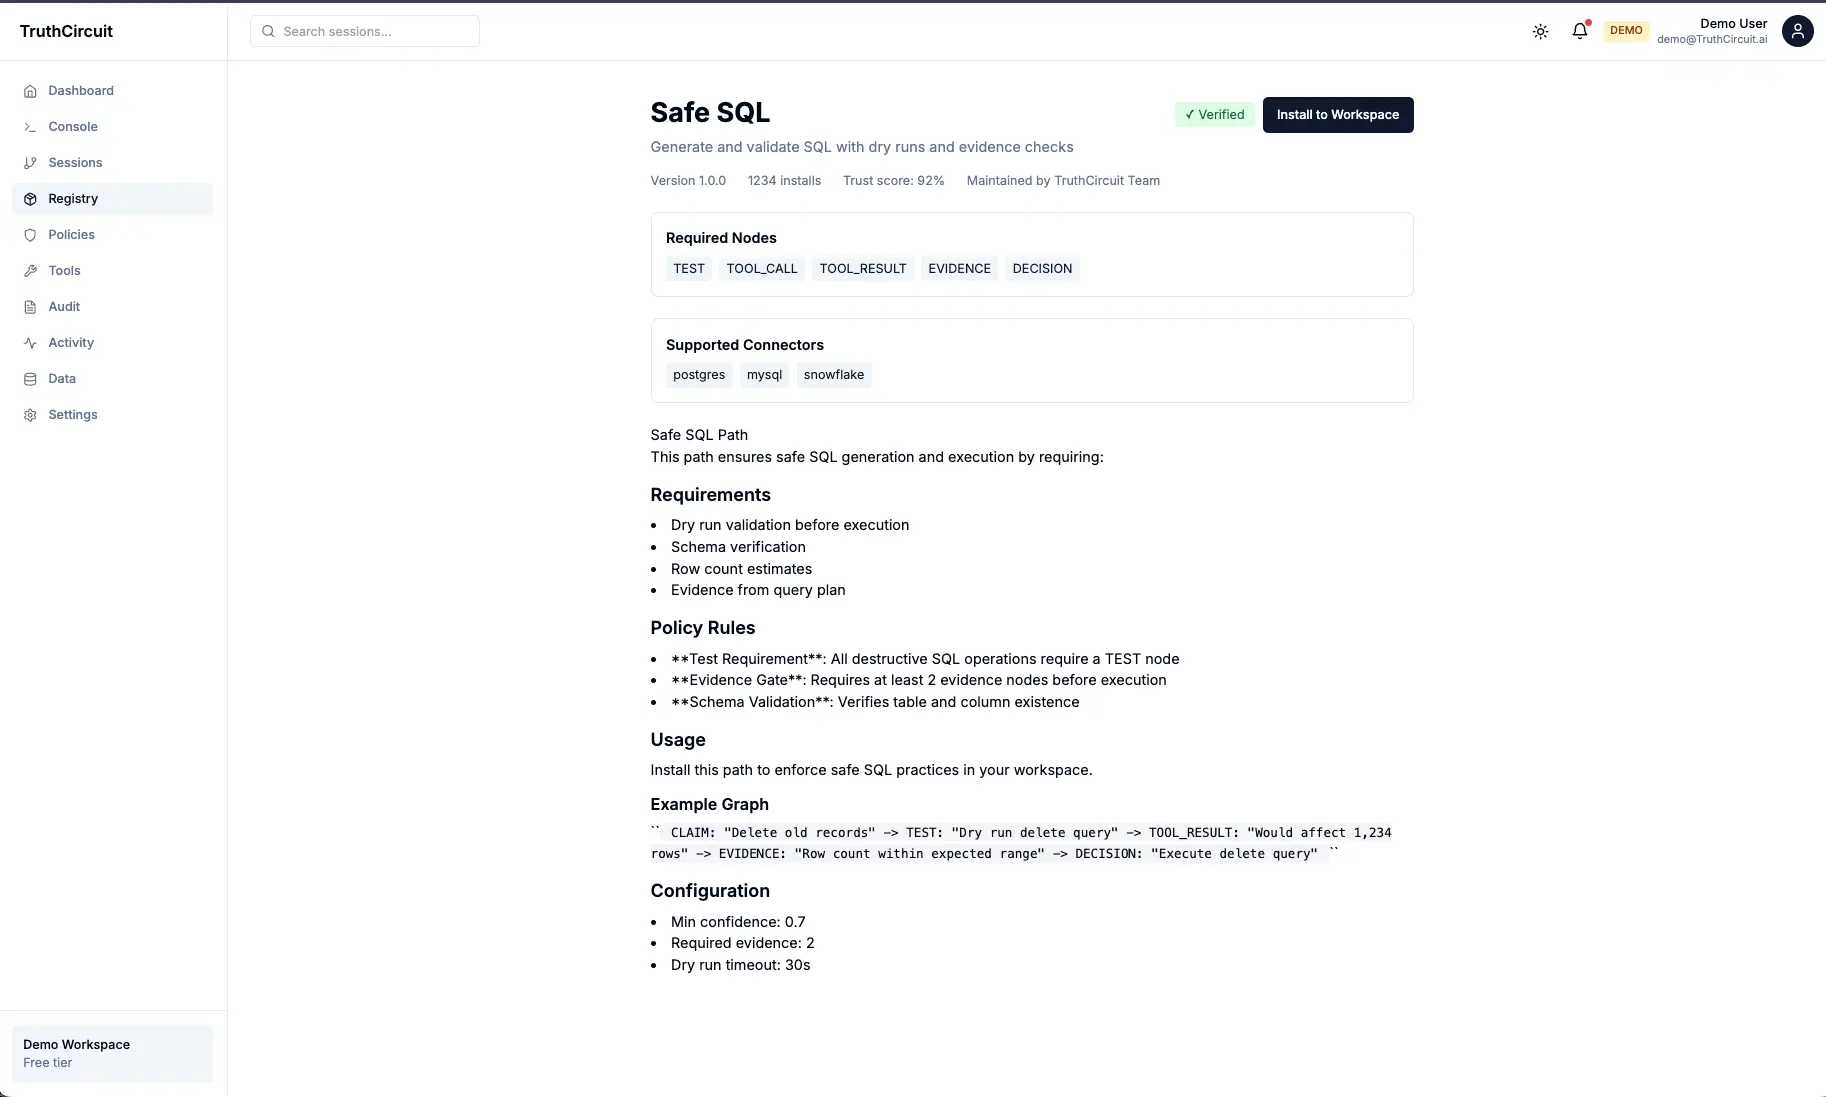 TruthCircuit
Search sessions...
DEMO
Demo User
demo@TruthCircuit.ai
Dashboard
Console
Sessions
Registry
Policies
Tools
Audit
Activity
Data
Settings
Demo Workspace
Free tier
Safe SQL
✓ Verified
Install to Workspace
Generate and validate SQL with dry runs and evidence checks
Version 1.0.0 1234 installs Trust score: 92% Maintained by TruthCircuit Team
Required Nodes
TEST TOOL_CALL TOOL_RESULT EVIDENCE DECISION
Supported Connectors
postgres mysql snowflake
Safe SQL Path
This path ensures safe SQL generation and execution by requiring:
Requirements
• Dry run validation before execution
• Schema verification
• Row count estimates
• Evidence from query plan
Policy Rules
• **Test Requirement**: All destructive SQL operations require a TEST node
• **Evidence Gate**: Requires at least 2 evidence nodes before execution
• **Schema Validation**: Verifies table and column existence
Usage
Install this path to enforce safe SQL practices in your workspace.
Example Graph
`` CLAIM: "Delete old records" -> TEST: "Dry run delete query" -> TOOL_RESULT: "Would affect 1,234
rows" -> EVIDENCE: "Row count within expected range" -> DECISION: "Execute delete query" ``
Configuration
• Min confidence: 0.7
• Required evidence: 2
• Dry run timeout: 30s